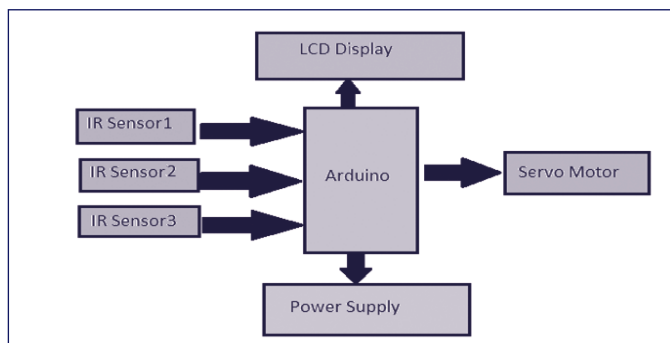 LCD Display
IR Sensor1
IR Sensor2
Arduino
Servo Motor
IR Sensor3
Power Supply